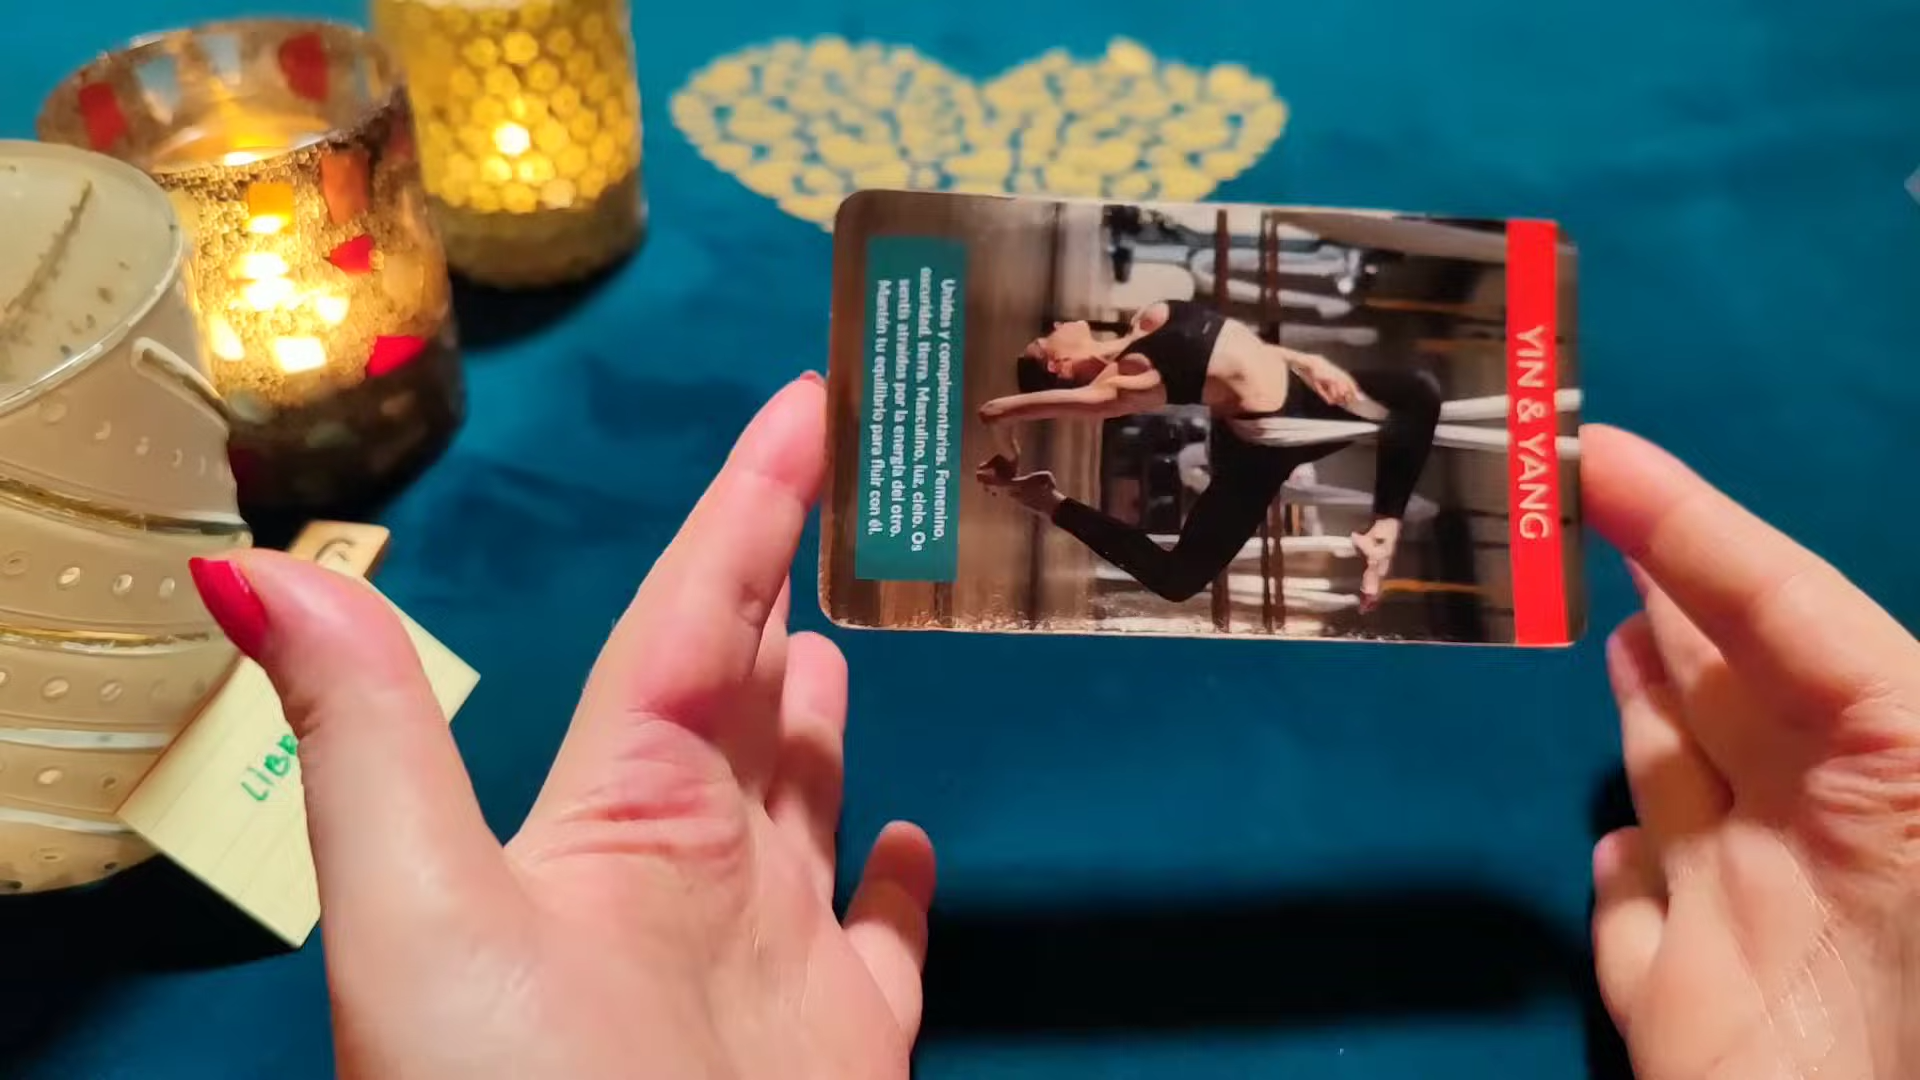 YIN & YANG
Unidos y complementarios. Femenino,
oscuridad, tierra. Masculino, luz, cielo. Os
sentís atraídos por la energía del otro.
Mantén tu equilibrio para fluir con él.
LIB